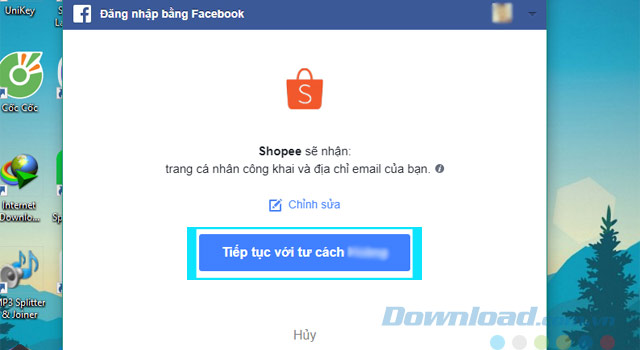 UniKey
Đăng nhập bằng Facebook
Cốc Cốc
S
Shopee sẽ nhận:
trang cá nhân công khai và địa chỉ email của bạn.
Chỉnh sửa
Internet
Downlo...
Tiếp tục với tư cách
MP3 Splitter
& Joiner
Download.com.vn
Hủy